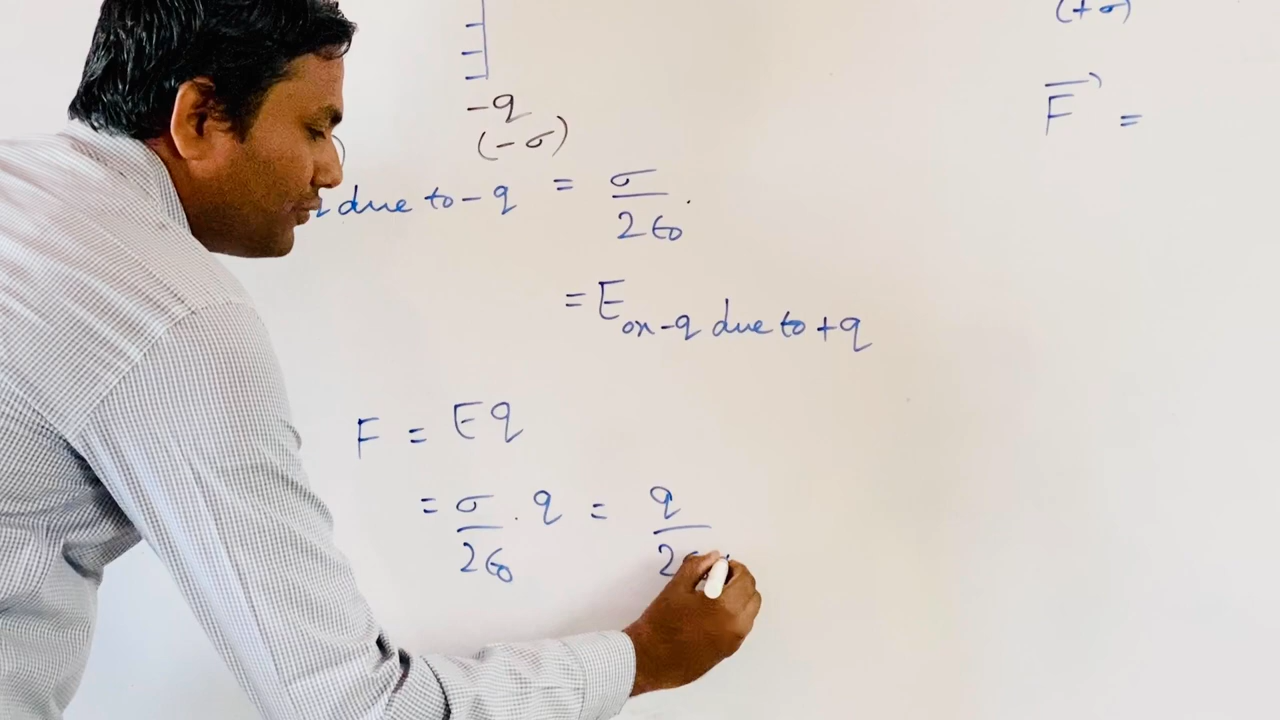 (+σ)
-q
(-σ)
F⃗ =
due to -q = σ/2ε₀.
= E on -q due to +q
F = Eq
= σ/2ε₀ . q = q/2